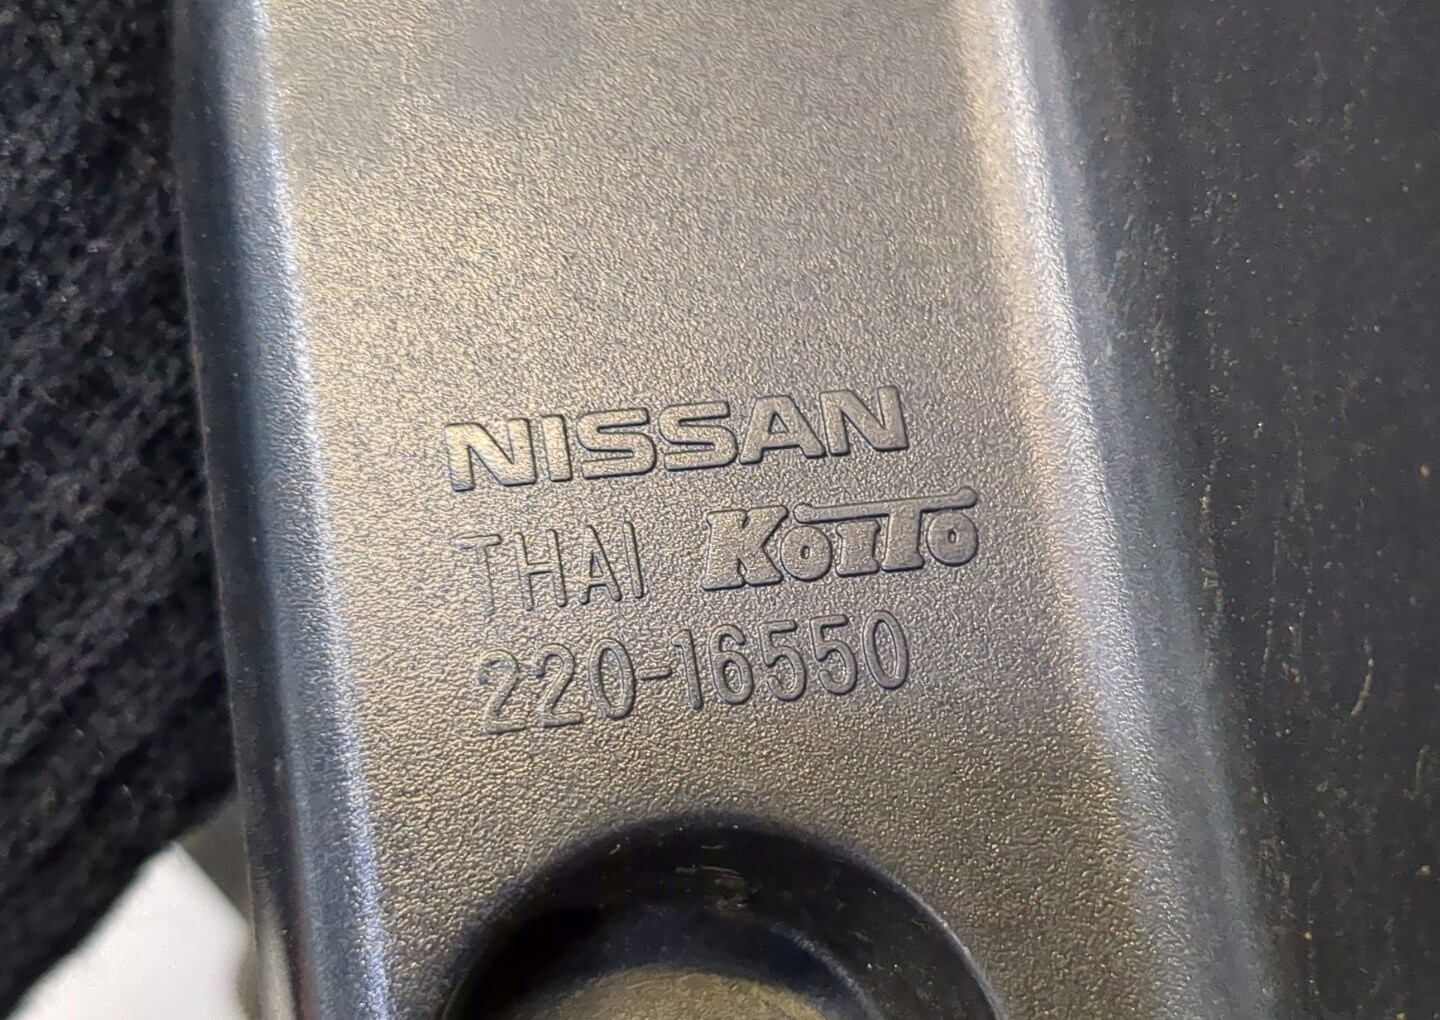 NISSAN
THAI KOITO
220-16550